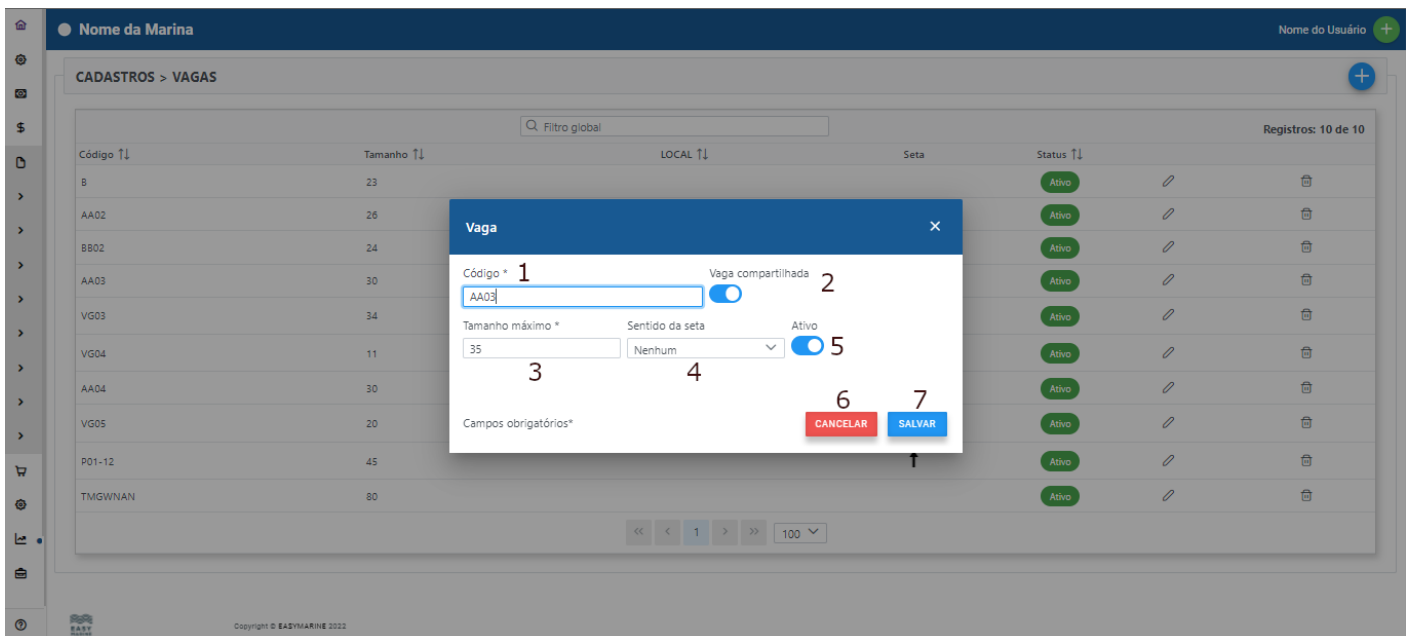 Nome da Marina
Nome do Usuário
CADASTROS > VAGAS
Filtro global
Registros: 10 de 10
Código Tamanho LOCAL Seta Status
B 23 Ativo
AA02 26 Ativo
BB02 24 Ativo
AA03 30 Ativo
VG03 34 Ativo
VG04 11 Ativo
AA04 30 Ativo
VG05 20 Ativo
P01-12 45 Ativo
TMGWNAN 80 Ativo
1 100
Vaga
Código * 1 Vaga compartilhada 2
AA03
Tamanho máximo * Sentido da seta Ativo
35 Nenhum 5
3 4
6 7
Campos obrigatórios* CANCELAR SALVAR
EASY
Copyright © EASYMARINE 2022